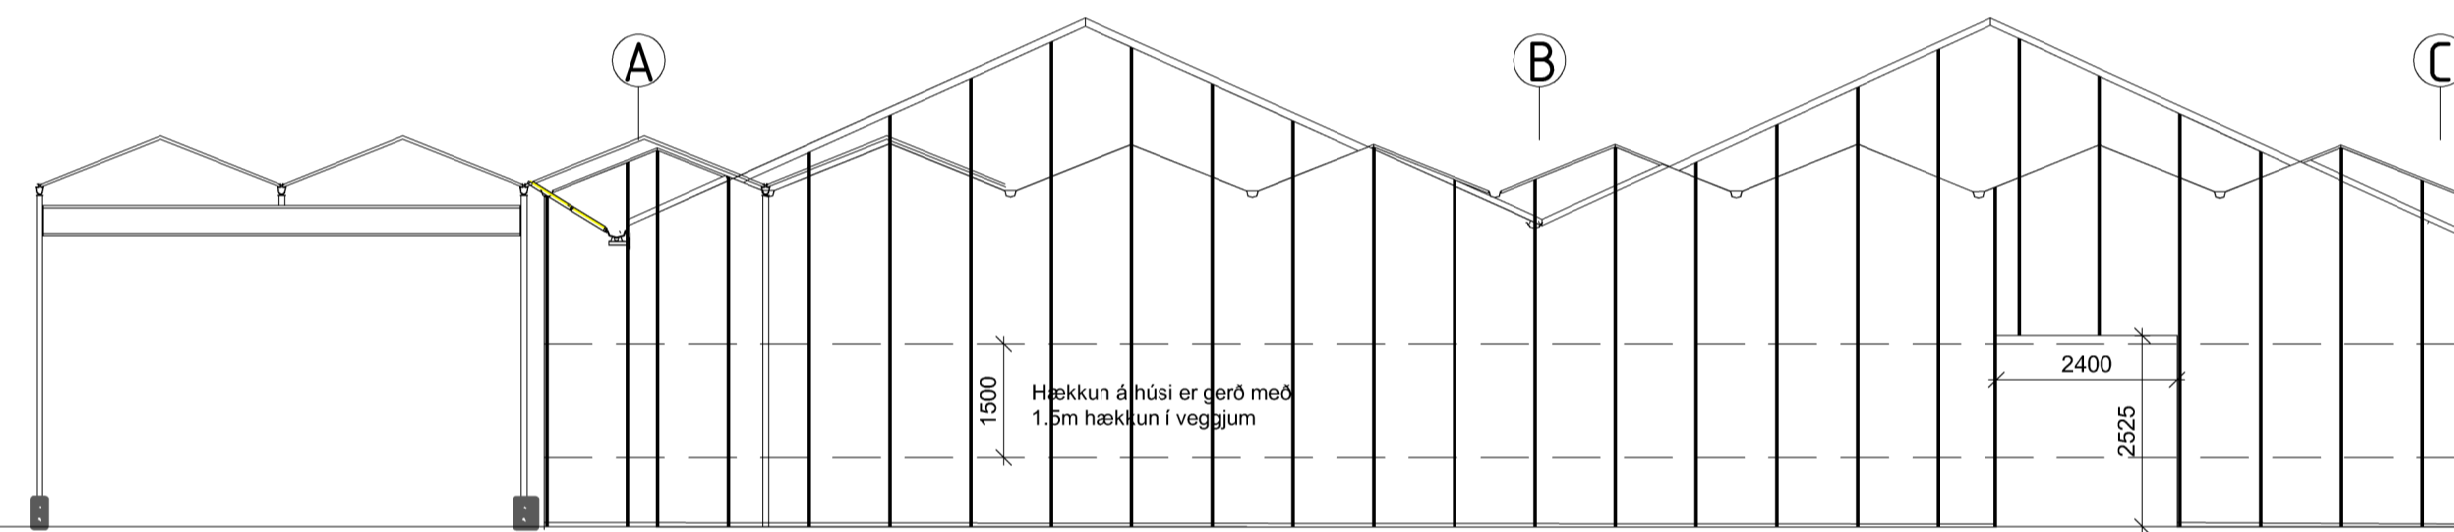 A
B
C
1500
Hækkun á húsi er gerð með
1.5m hækkun í veggjum
2400
2525